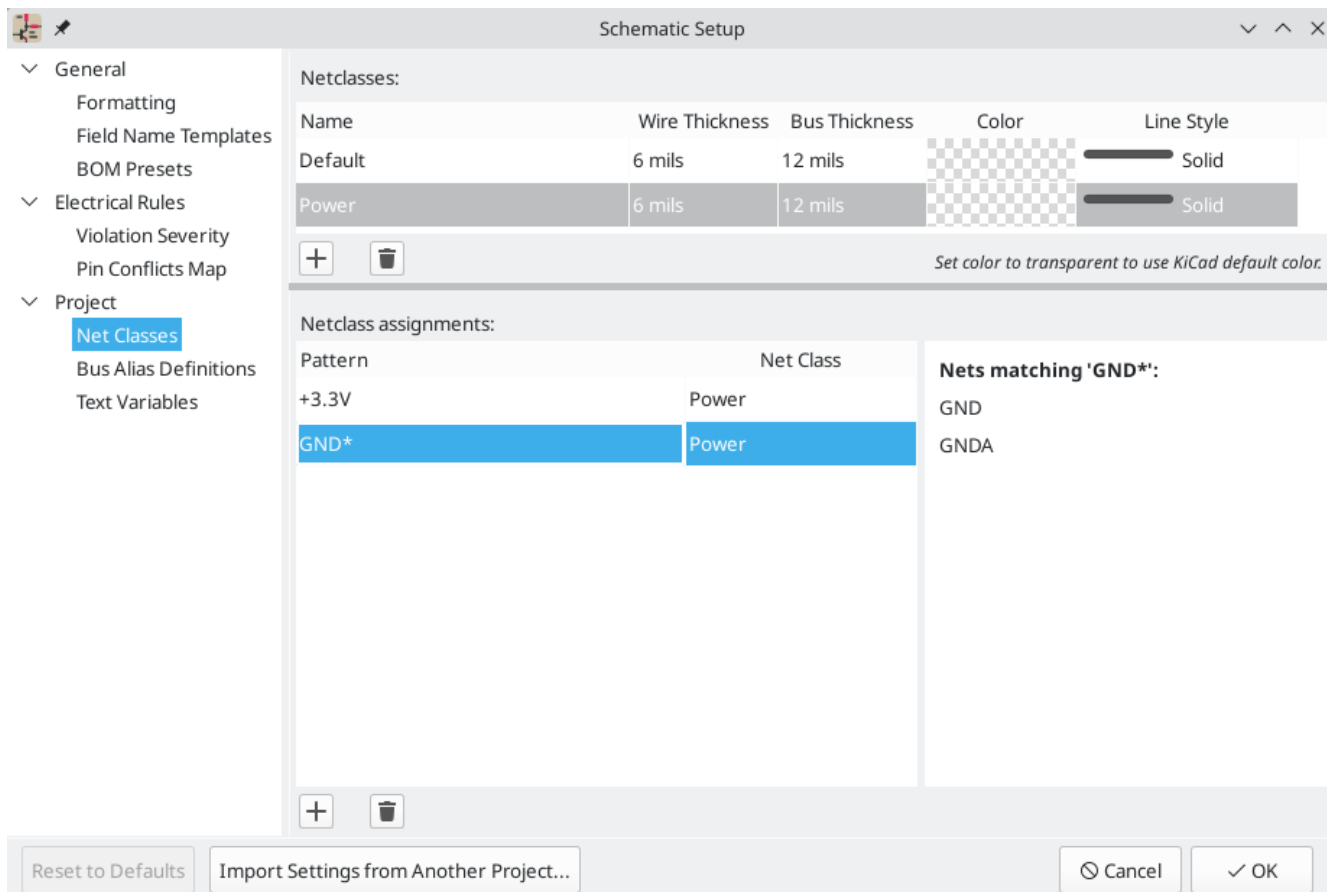 Schematic Setup
General
Formatting
Field Name Templates
BOM Presets
Electrical Rules
Violation Severity
Pin Conflicts Map
Project
Net Classes
Bus Alias Definitions
Text Variables
Netclasses:
Name Wire Thickness Bus Thickness Color Line Style
Default 6 mils 12 mils Solid
Power 6 mils 12 mils Solid
Set color to transparent to use KiCad default color.
Netclass assignments:
Pattern Net Class
+3.3V Power
GND* Power
Nets matching 'GND*':
GND
GNDA
Reset to Defaults Import Settings from Another Project... Cancel OK